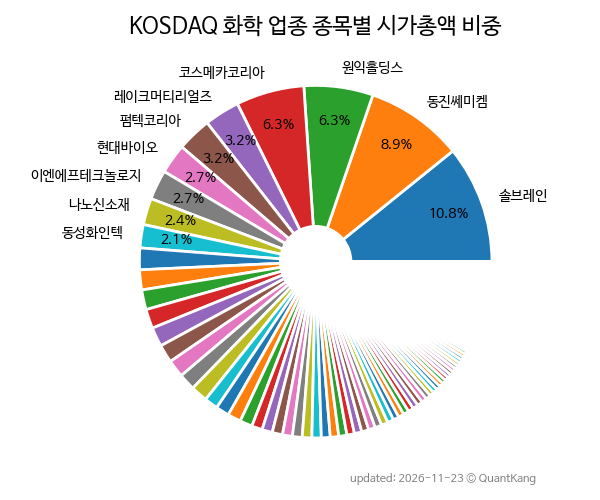 KOSDAQ 화학 업종 종목별 시가총액 비중
솔브레인
10.8%
동진쎄미켐
8.9%
원익홀딩스
6.3%
코스메카코리아
6.3%
레이크머티리얼즈
3.2%
펌텍코리아
3.2%
현대바이오
2.7%
이엔에프테크놀로지
2.7%
나노신소재
2.4%
동성화인텍
2.1%
updated: 2026-11-23 © QuantKang